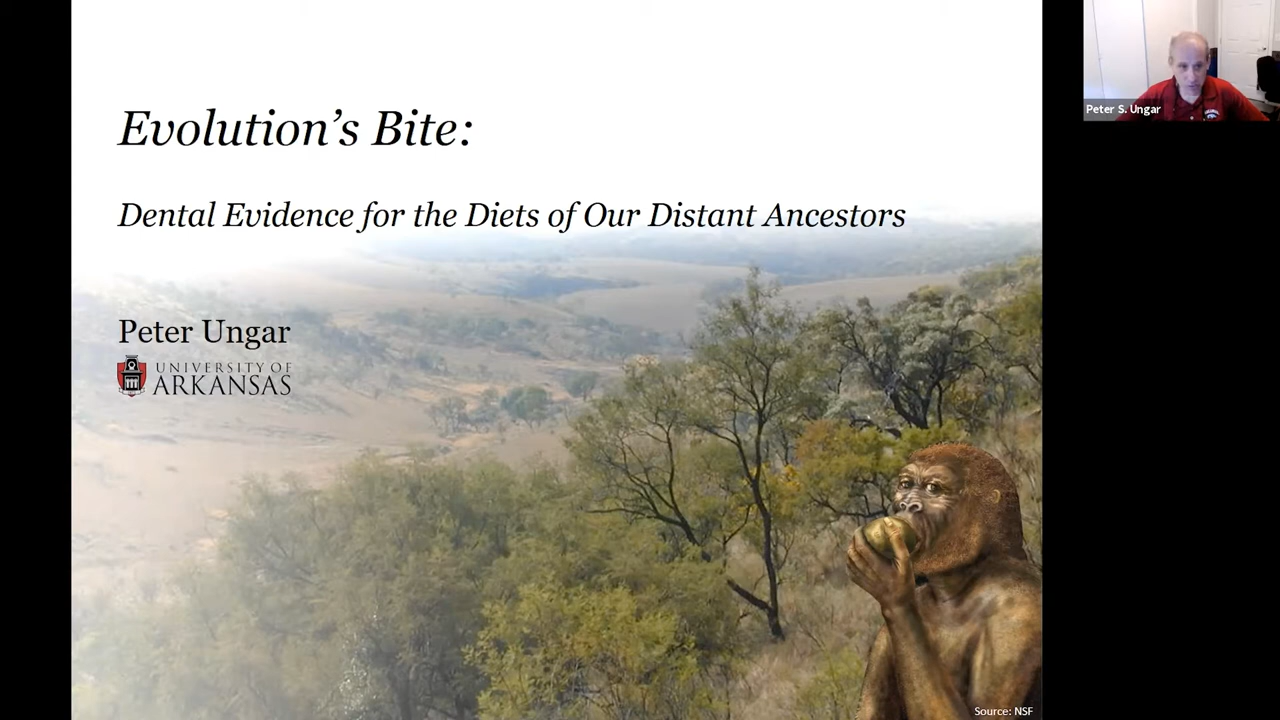 Evolution's Bite:
Dental Evidence for the Diets of Our Distant Ancestors
Peter Ungar
UNIVERSITY OF
ARKANSAS
Peter S. Ungar
Source: NSF